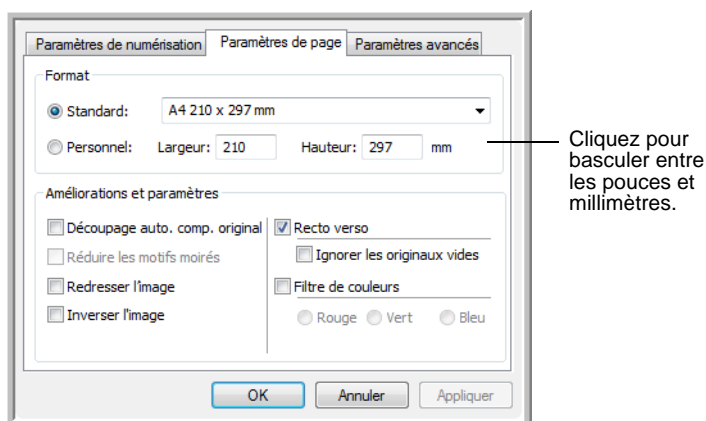 Paramètres de numérisation Paramètres de page Paramètres avancés
Format
Standard: A4 210 x 297 mm
Personnel: Largeur: 210 Hauteur: 297 mm
Cliquez pour
basculer entre
les pouces et
millimètres.
Améliorations et paramètres
Découpage auto. comp. original
Réduire les motifs moirés
Redresser l'image
Inverser l'image
Recto verso
Ignorer les originaux vides
Filtre de couleurs
Rouge Vert Bleu
OK Annuler Appliquer